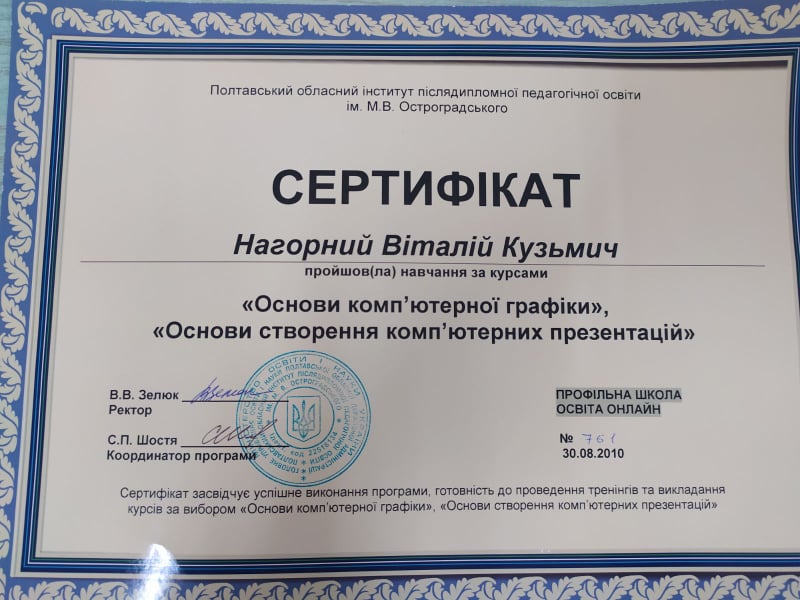 Полтавський обласний інститут післядипломної педагогічної освіти
ім. М.В. Остроградського
СЕРТИФІКАТ
Нагорний Віталій Кузьмич
пройшов(ла) навчання за курсами
«Основи комп’ютерної графіки»,
«Основи створення комп’ютерних презентацій»
В.В. Зелюк
Ректор
С.П. Шостя
Координатор програми
ПРОФІЛЬНА ШКОЛА
ОСВІТА ОНЛАЙН
№ 761
30.08.2010
Сертифікат засвідчує успішне виконання програми, готовність до проведення тренінгів та викладання
курсів за вибором «Основи комп’ютерної графіки», «Основи створення комп’ютерних презентацій»